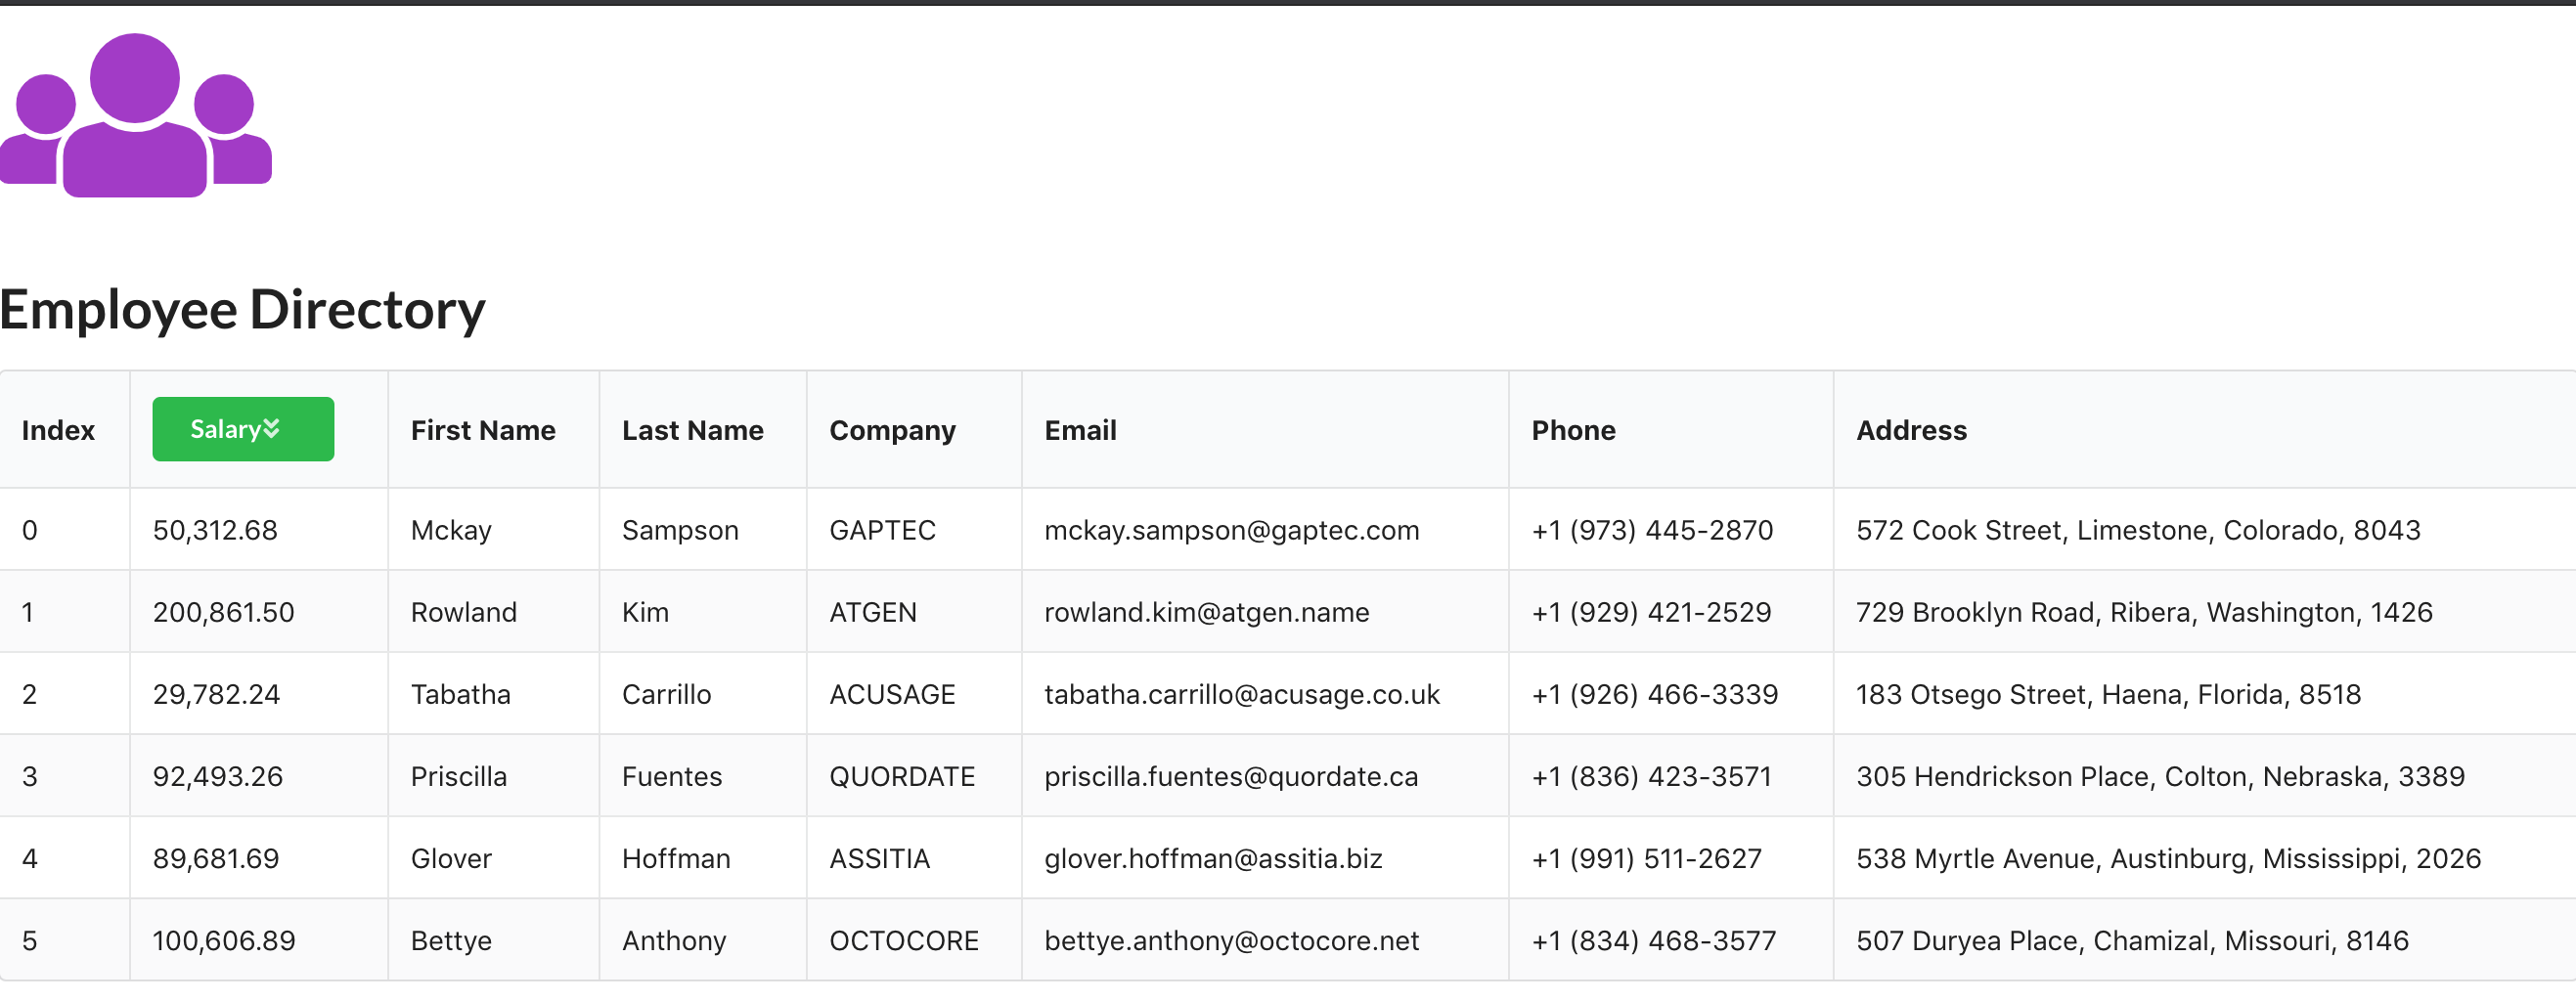 Employee Directory
Index Salary First Name Last Name Company Email Phone Address
0 50,312.68 Mckay Sampson GAPTEC mckay.sampson@gaptec.com +1 (973) 445-2870 572 Cook Street, Limestone, Colorado, 8043
1 200,861.50 Rowland Kim ATGEN rowland.kim@atgen.name +1 (929) 421-2529 729 Brooklyn Road, Ribera, Washington, 1426
2 29,782.24 Tabatha Carrillo ACUSAGE tabatha.carrillo@acusage.co.uk +1 (926) 466-3339 183 Otsego Street, Haena, Florida, 8518
3 92,493.26 Priscilla Fuentes QUORDATE priscilla.fuentes@quordate.ca +1 (836) 423-3571 305 Hendrickson Place, Colton, Nebraska, 3389
4 89,681.69 Glover Hoffman ASSITIA glover.hoffman@assitia.biz +1 (991) 511-2627 538 Myrtle Avenue, Austinburg, Mississippi, 2026
5 100,606.89 Bettye Anthony OCTOCORE bettye.anthony@octocore.net +1 (834) 468-3577 507 Duryea Place, Chamizal, Missouri, 8146